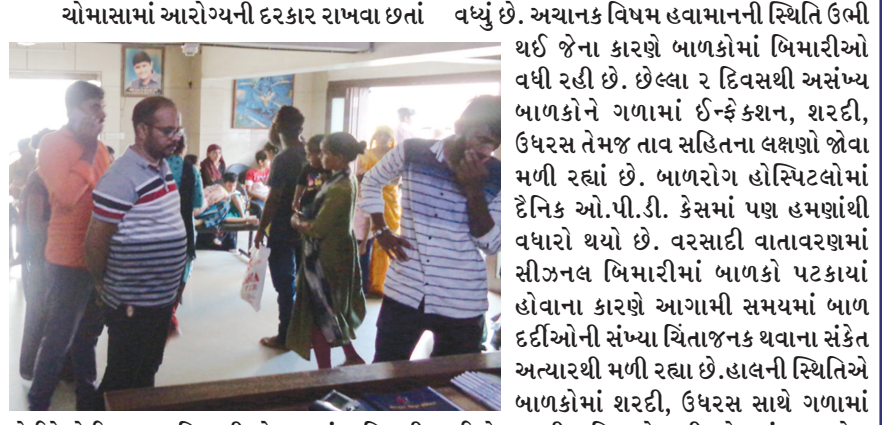 ચોમાસામાં આરોગ્યની દરકાર રાખવા છતાં
વધ્યું છે. અચાનક વિષમ હવામાનની સ્થિતિ ઉભી
થઈ જેના કારણે બાળકોમાં બિમારીઓ
વધી રહી છે. છેલ્લા ૨ દિવસથી અસંખ્ય
બાળકોને ગળામાં ઈન્ફેક્શન, શરદી,
ઉધરસ તેમજ તાવ સહિતના લક્ષણો જોવા
મળી રહ્યાં છે. બાળરોગ હોસ્પિટલોમાં
દૈનિક ઓ.પી.ડી. કેસમાં પણ હમણાંથી
વધારો થયો છે. વરસાદી વાતાવરણમાં
સીઝનલ બિમારીમાં બાળકો પટકાયાં
હોવાના કારણે આગામી સમયમાં બાળ
દર્દીઓની સંખ્યા ચિંતાજનક થવાના સંકેત
અત્યારથી મળી રહ્યા છે.હાલની સ્થિતિએ
બાળકોમાં શરદી, ઉધરસ સાથે ગળામાં